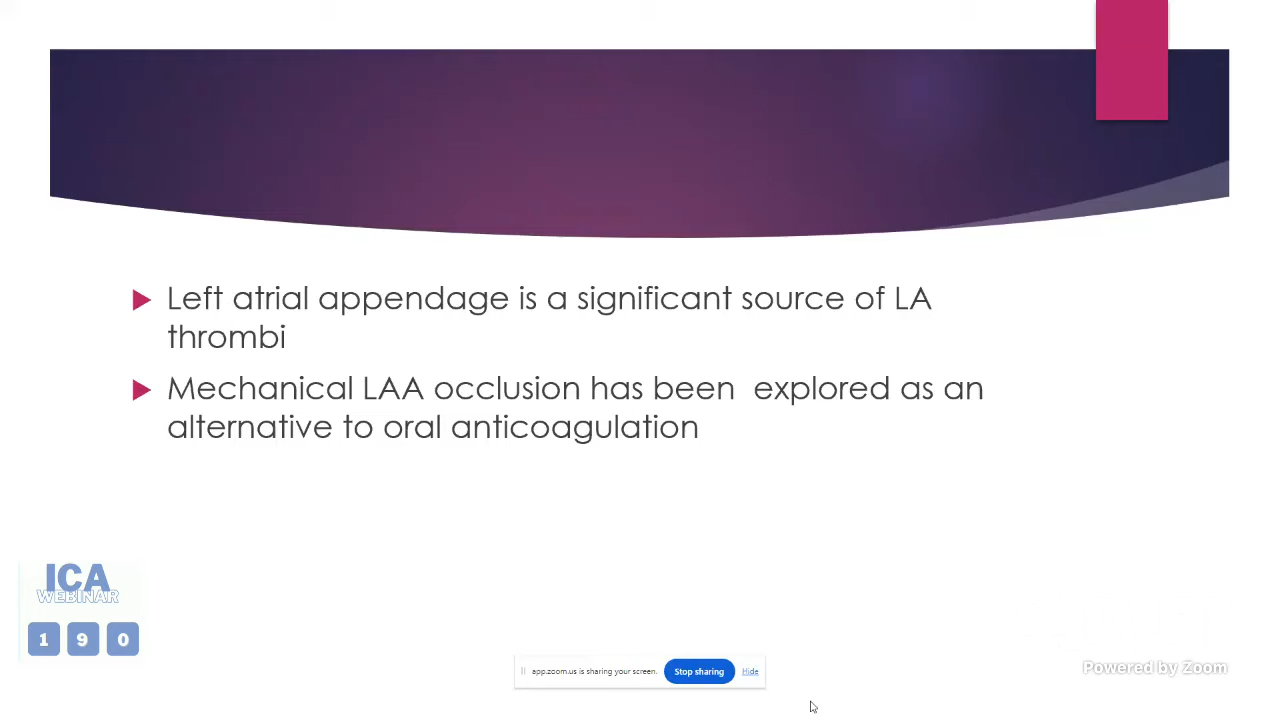 Left atrial appendage is a significant source of LA
thrombi
Mechanical LAA occlusion has been explored as an
alternative to oral anticoagulation
ICA
WEBINAR
1 9 0
app.zoom.us is sharing your screen. Stop sharing Hide
Powered by Zoom